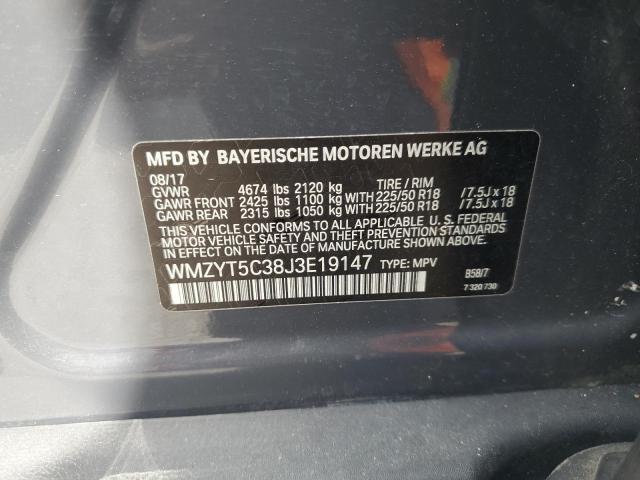 MFD BY BAYERISCHE MOTOREN WERKE AG
08/17 TIRE / RIM
GVWR 4674 lbs 2120 kg
GAWR FRONT 2425 lbs 1100 kg WITH 225/50 R18 /7.5J x 18
GAWR REAR 2315 lbs 1050 kg WITH 225/50 R18 /7.5J x 18
THIS VEHICLE CONFORMS TO ALL APPLICABLE U. S. FEDERAL
MOTOR VEHICLE SAFETY AND THEFT PREVENTION STANDARDS
IN EFFECT ON THE DATE OF MANUFACTURE SHOWN ABOVE.
WMZYT5C38J3E19147 TYPE: MPV
B58/7
7 320 730